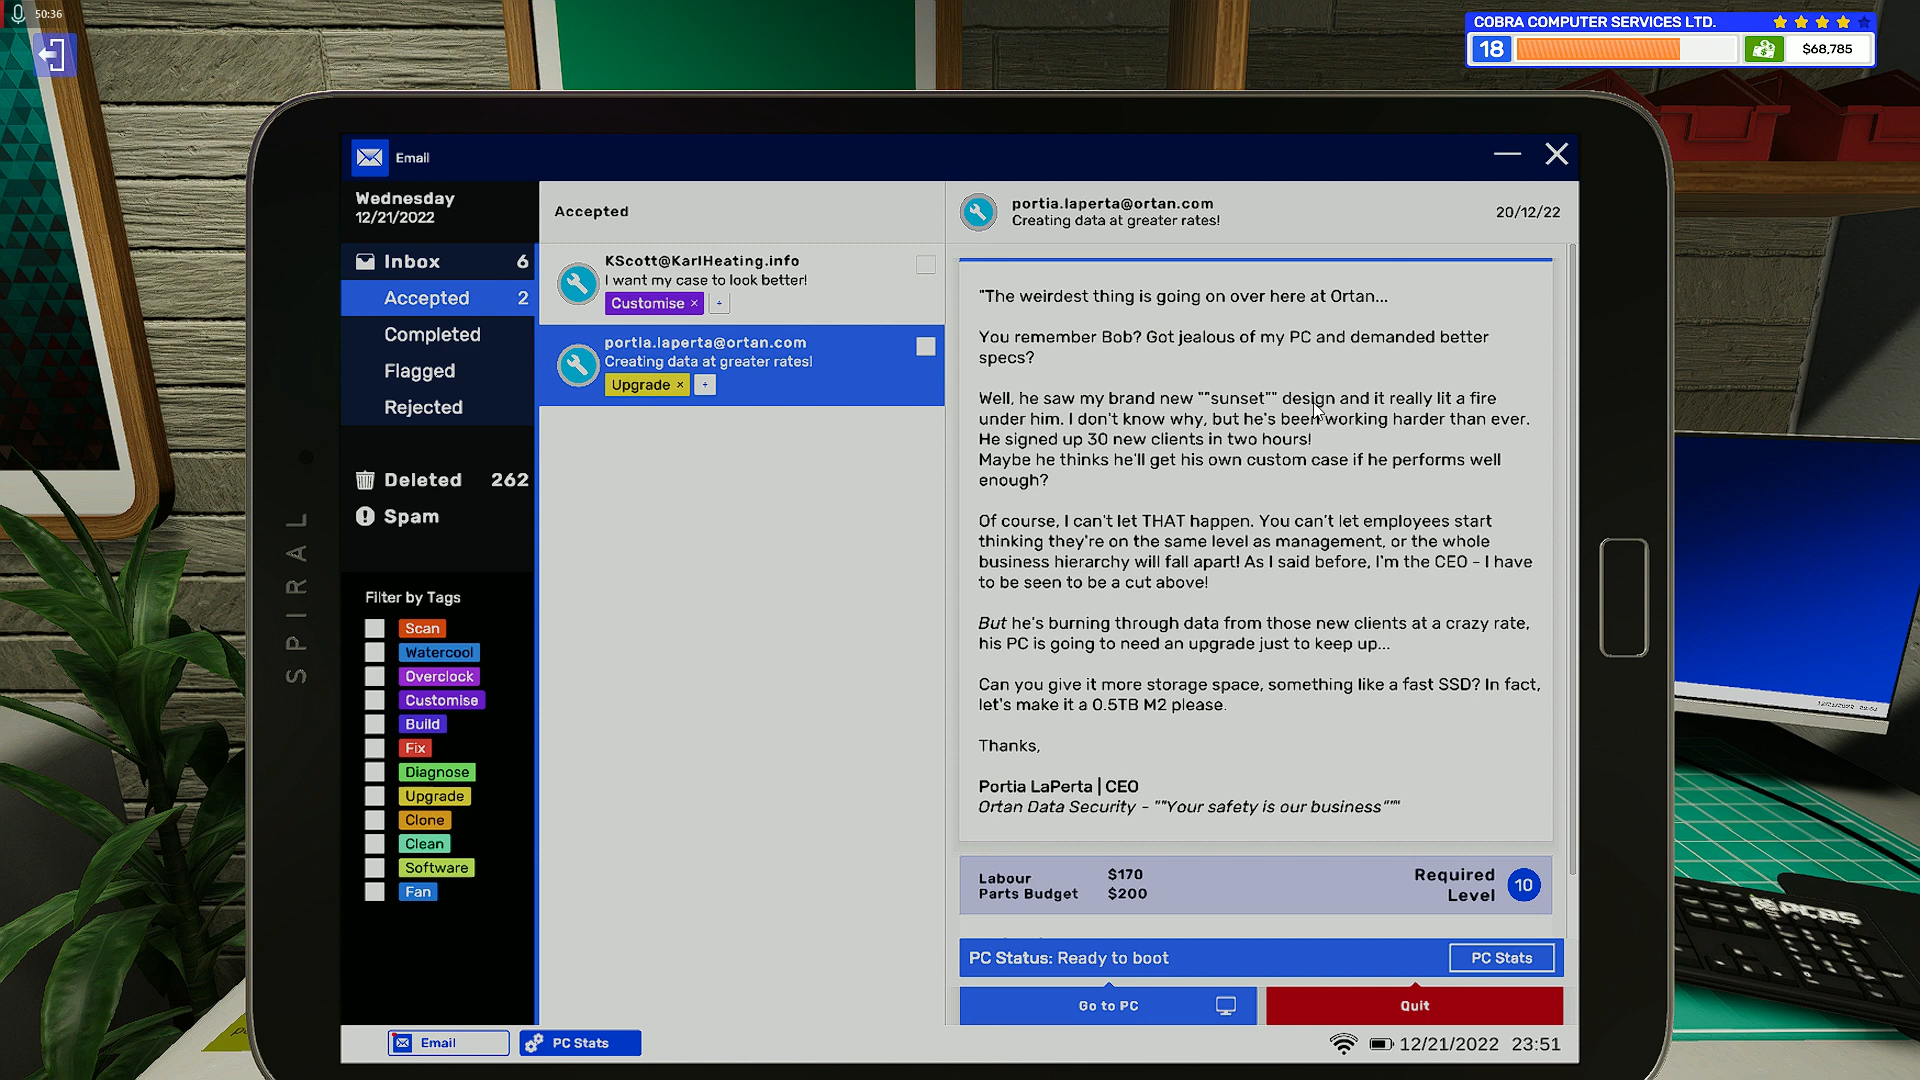 50:36
COBRA COMPUTER SERVICES LTD.
18
$68,785
Email
Wednesday
12/21/2022
Inbox 6
Accepted 2
Completed
Flagged
Rejected
Deleted 262
Spam
Filter by Tags
Scan
Watercool
Overclock
Customise
Build
Fix
Diagnose
Upgrade
Clone
Clean
Software
Fan
Accepted
KScott@KarlHeating.info
I want my case to look better!
Customise × +
portia.laperta@ortan.com
Creating data at greater rates!
Upgrade × +
portia.laperta@ortan.com
Creating data at greater rates!
20/12/22
"The weirdest thing is going on over here at Ortan...
You remember Bob? Got jealous of my PC and demanded better
specs?
Well, he saw my brand new ""sunset"" design and it really lit a fire
under him. I don't know why, but he's been working harder than ever.
He signed up 30 new clients in two hours!
Maybe he thinks he'll get his own custom case if he performs well
enough?
Of course, I can't let THAT happen. You can't let employees start
thinking they're on the same level as management, or the whole
business hierarchy will fall apart! As I said before, I'm the CEO - I have
to be seen to be a cut above!
But he's burning through data from those new clients at a crazy rate,
his PC is going to need an upgrade just to keep up...
Can you give it more storage space, something like a fast SSD? In fact,
let's make it a 0.5TB M2 please.
Thanks,
Portia LaPerta | CEO
Ortan Data Security - ""Your safety is our business"""
Labour $170
Parts Budget $200
Required
Level 10
PC Status: Ready to boot
PC Stats
Go to PC
Quit
Email
PC Stats
12/21/2022 23:51
SPIRAL